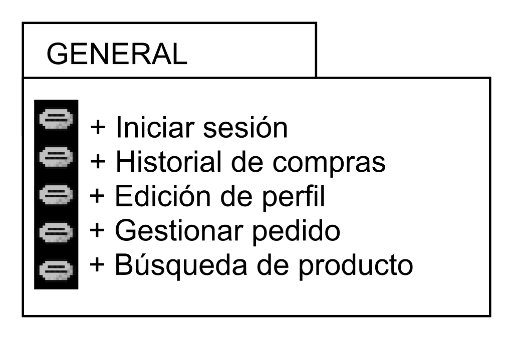 GENERAL
+ Iniciar sesión
+ Historial de compras
+ Edición de perfil
+ Gestionar pedido
+ Búsqueda de producto